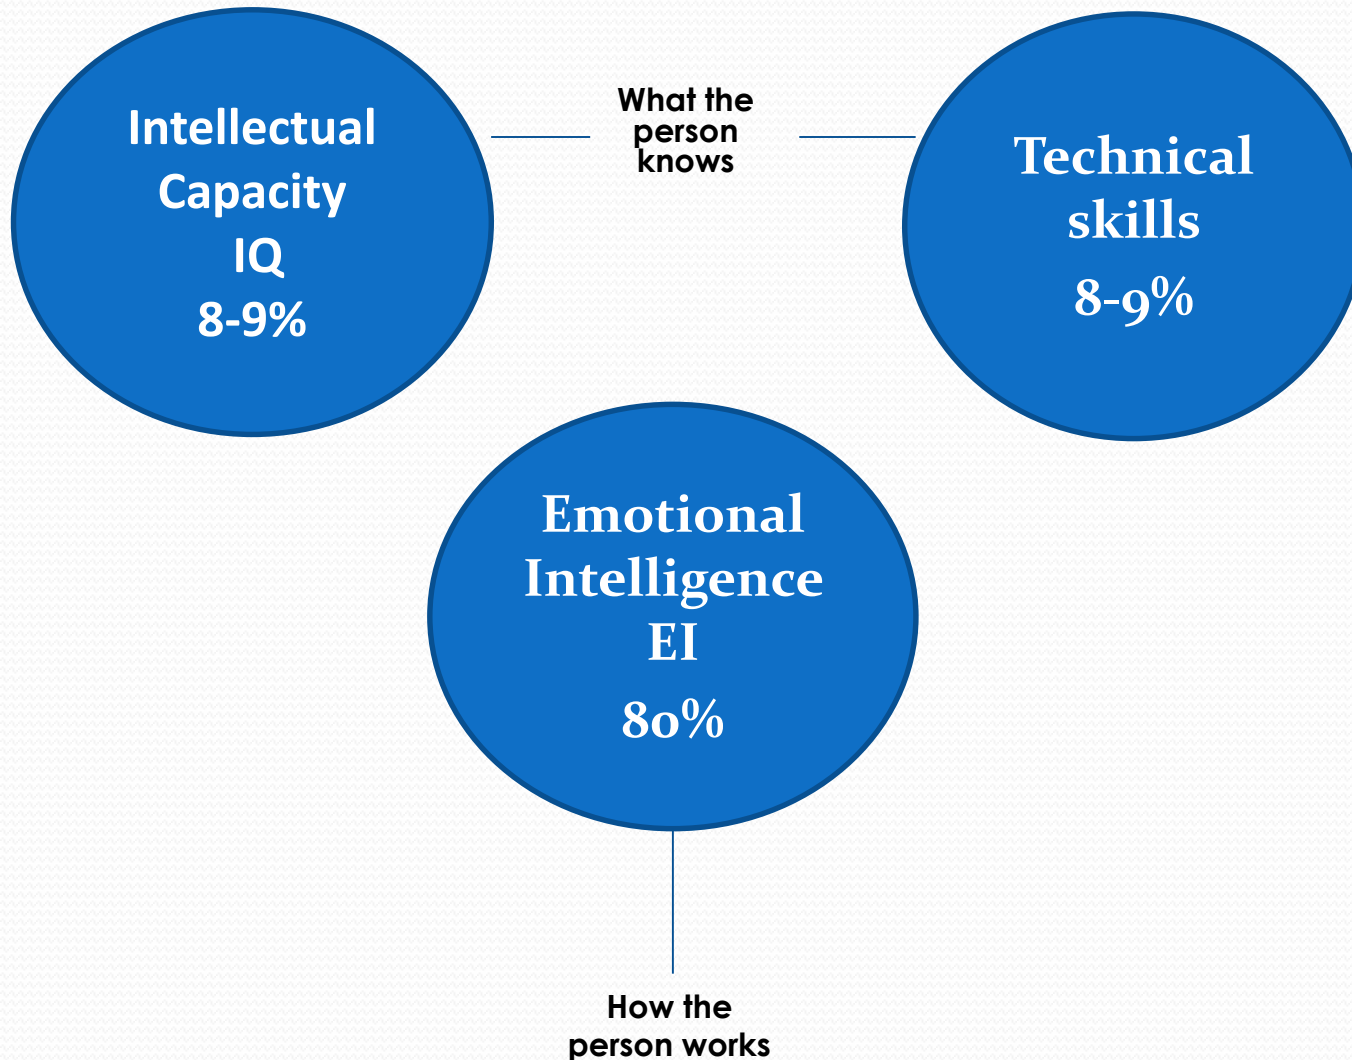 Intellectual
Capacity
IQ
8-9%
What the
person
knows
Technical
skills
8-9%
Emotional
Intelligence
EI
80%
How the
person works